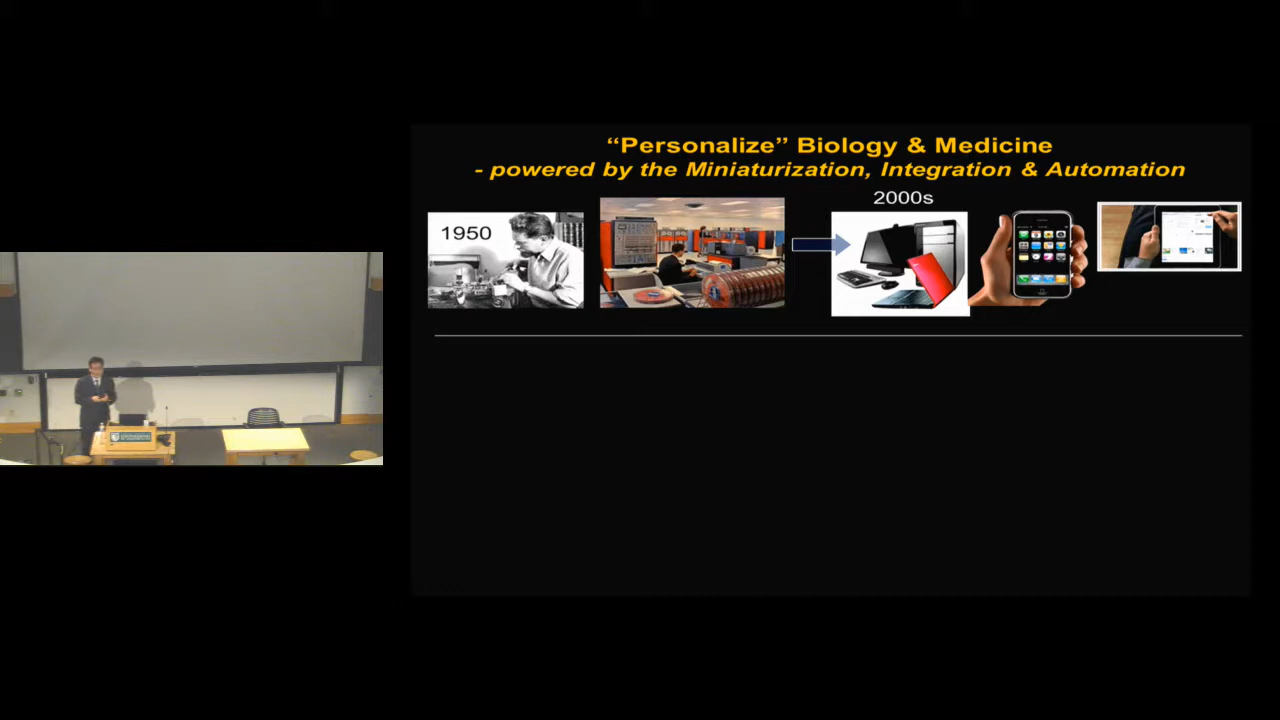 “Personalize” Biology & Medicine
- powered by the Miniaturization, Integration & Automation
1950
2000s